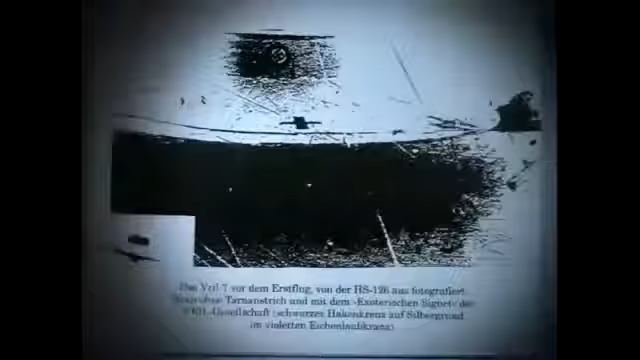 Das Vril 7 vor dem Erstflug, von der HS-126 aus fotografiert
Tarnanstrich und mit dem »Exoterischen Signet« der
VRIL-Gesellschaft (schwarzes Hakenkreuz auf Silbergrund
im violetten Eichenlaubkranz)